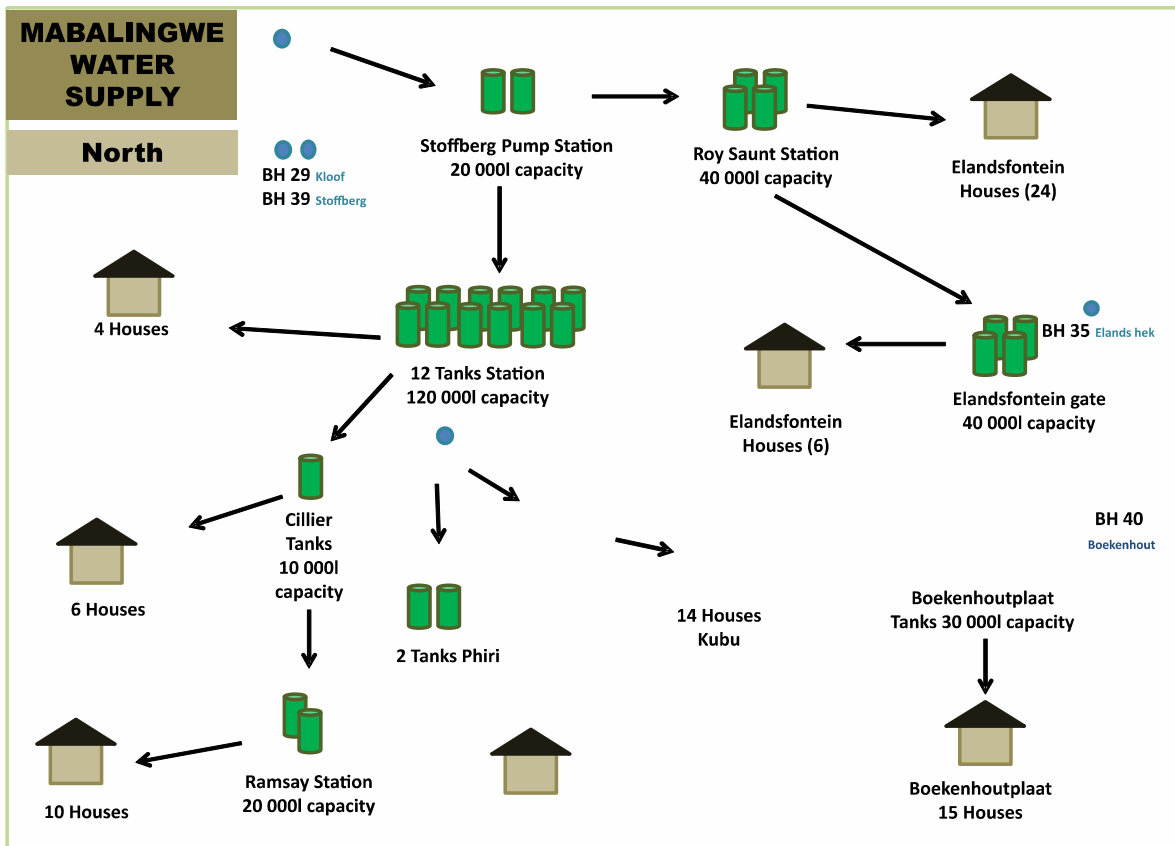 MABALINGWE
WATER
SUPPLY
North
BH 29 Kloof
BH 39 Stoffberg
Stoffberg Pump Station
20 000l capacity
Roy Saunt Station
40 000l capacity
Elandsfontein
Houses (24)
4 Houses
12 Tanks Station
120 000l capacity
BH 35 Elands hek
Elandsfontein
Houses (6)
Elandsfontein gate
40 000l capacity
Cillier
Tanks
10 000l
capacity
6 Houses
2 Tanks Phiri
14 Houses
Kubu
BH 40
Boekenhout
Boekenhoutplaat
Tanks 30 000l capacity
Ramsay Station
20 000l capacity
10 Houses
Boekenhoutplaat
15 Houses